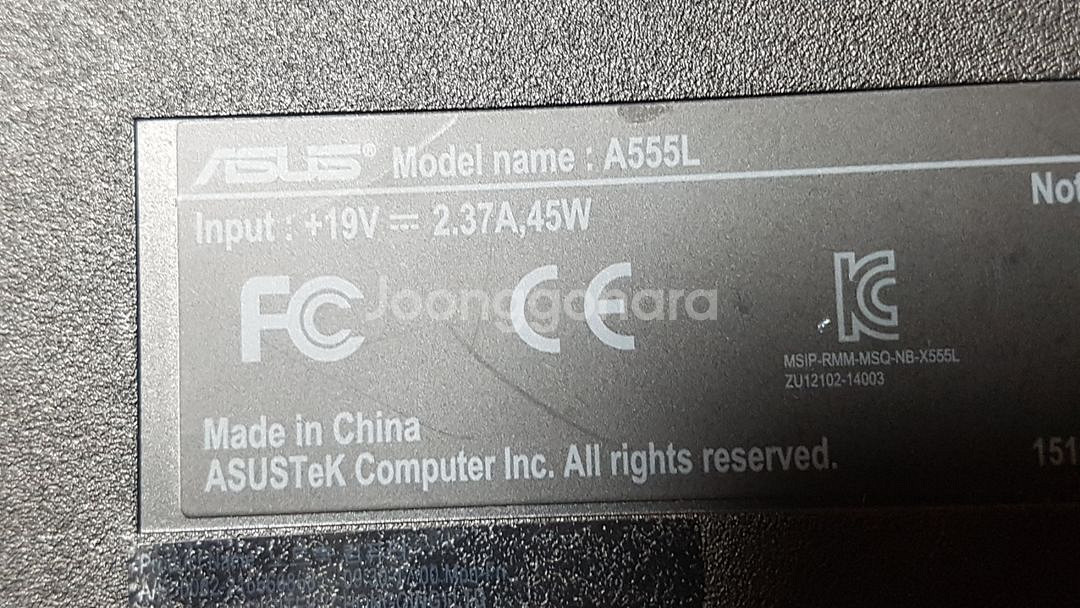 ASUS® Model name : A555L
Not
Input : +19V ⎓ 2.37A,45W
FC CE
Joonggonara
MSIP-RMM-MSQ-NB-X555L
ZU12102-14003
Made in China
ASUSTeK Computer Inc. All rights reserved.
151